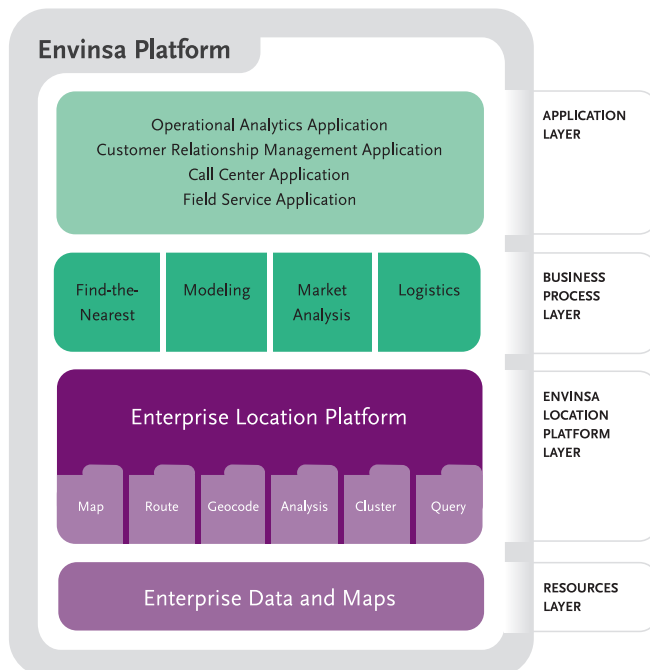 Envinsa Platform
Operational Analytics Application
Customer Relationship Management Application
Call Center Application
Field Service Application
APPLICATION
LAYER
Find-the-
Nearest
Modeling
Market
Analysis
Logistics
BUSINESS
PROCESS
LAYER
Enterprise Location Platform
Map
Route
Geocode
Analysis
Cluster
Query
ENVINSA
LOCATION
PLATFORM
LAYER
Enterprise Data and Maps
RESOURCES
LAYER